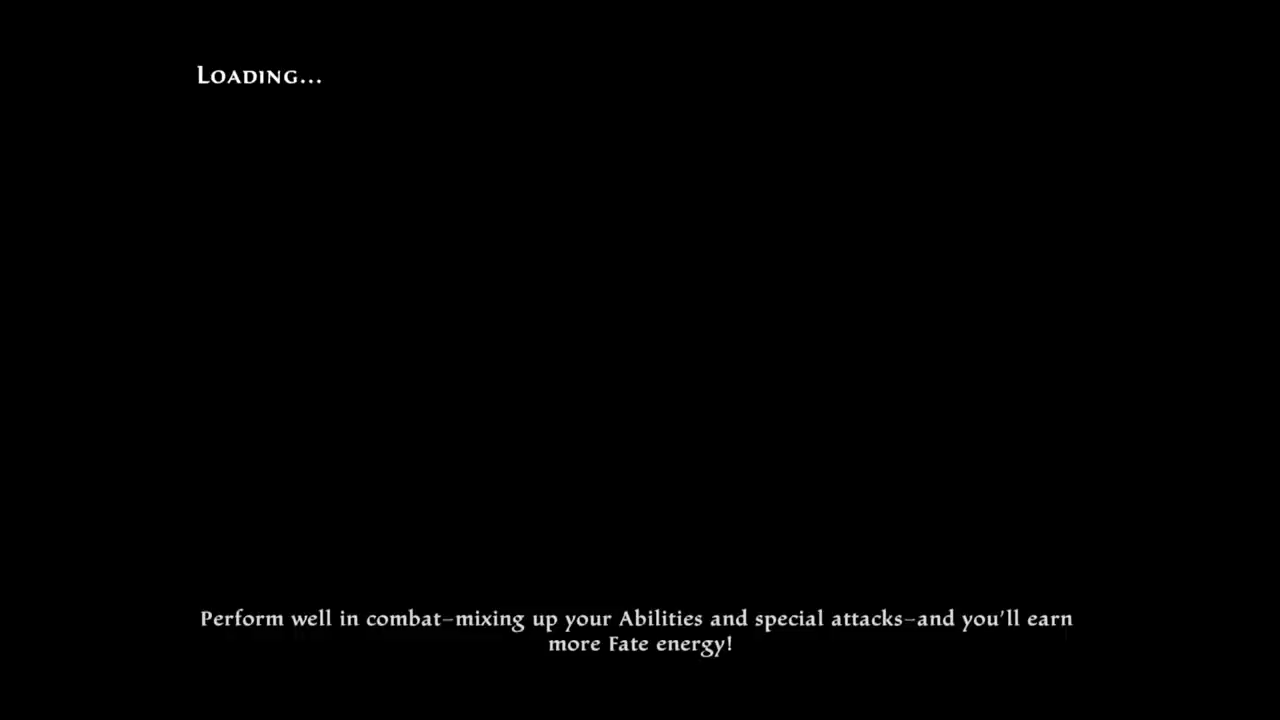 Loading...
Perform well in combat–mixing up your Abilities and special attacks–and you'll earn
more Fate energy!